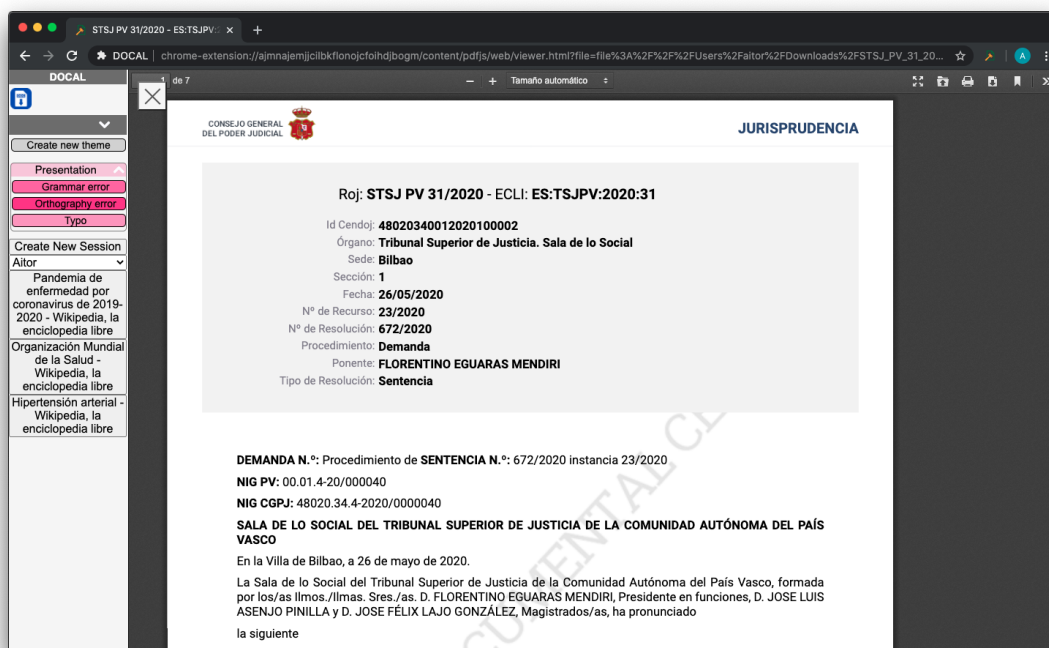 STSJ PV 31/2020 - ES:TSJPV:2
DOCAL
chrome-extension://ajmnajemjjcilbkflonojcfoihdjbogm/content/pdfjs/web/viewer.html?file=file%3A%2F%2F%2FUsers%2Faitor%2FDownloads%2FSTSJ_PV_31_20...
A
DOCAL
1 de 7
Tamaño automático
Create new theme
Presentation
Grammar error
Orthography error
Typo
Create New Session
Aitor
Pandemia de
enfermedad por
coronavirus de 2019-
2020 - Wikipedia, la
enciclopedia libre
Organización Mundial
de la Salud -
Wikipedia, la
enciclopedia libre
Hipertensión arterial -
Wikipedia, la
enciclopedia libre
CONSEJO GENERAL
DEL PODER JUDICIAL
JURISPRUDENCIA
Roj: STSJ PV 31/2020 - ECLI: ES:TSJPV:2020:31
Id Cendoj: 48020340012020100002
Órgano: Tribunal Superior de Justicia. Sala de lo Social
Sede: Bilbao
Sección: 1
Fecha: 26/05/2020
Nº de Recurso: 23/2020
Nº de Resolución: 672/2020
Procedimiento: Demanda
Ponente: FLORENTINO EGUARAS MENDIRI
Tipo de Resolución: Sentencia
DEMANDA N.º: Procedimiento de SENTENCIA N.º: 672/2020 instancia 23/2020
NIG PV: 00.01.4-20/000040
NIG CGPJ: 48020.34.4-2020/0000040
SALA DE LO SOCIAL DEL TRIBUNAL SUPERIOR DE JUSTICIA DE LA COMUNIDAD AUTÓNOMA DEL PAÍS
VASCO
En la Villa de Bilbao, a 26 de mayo de 2020.
La Sala de lo Social del Tribunal Superior de Justicia de la Comunidad Autónoma del País Vasco, formada
por los/as Ilmos./Ilmas. Sres./as. D. FLORENTINO EGUARAS MENDIRI, Presidente en funciones, D. JOSE LUIS
ASENJO PINILLA y D. JOSE FÉLIX LAJO GONZÁLEZ, Magistrados/as, ha pronunciado
la siguiente